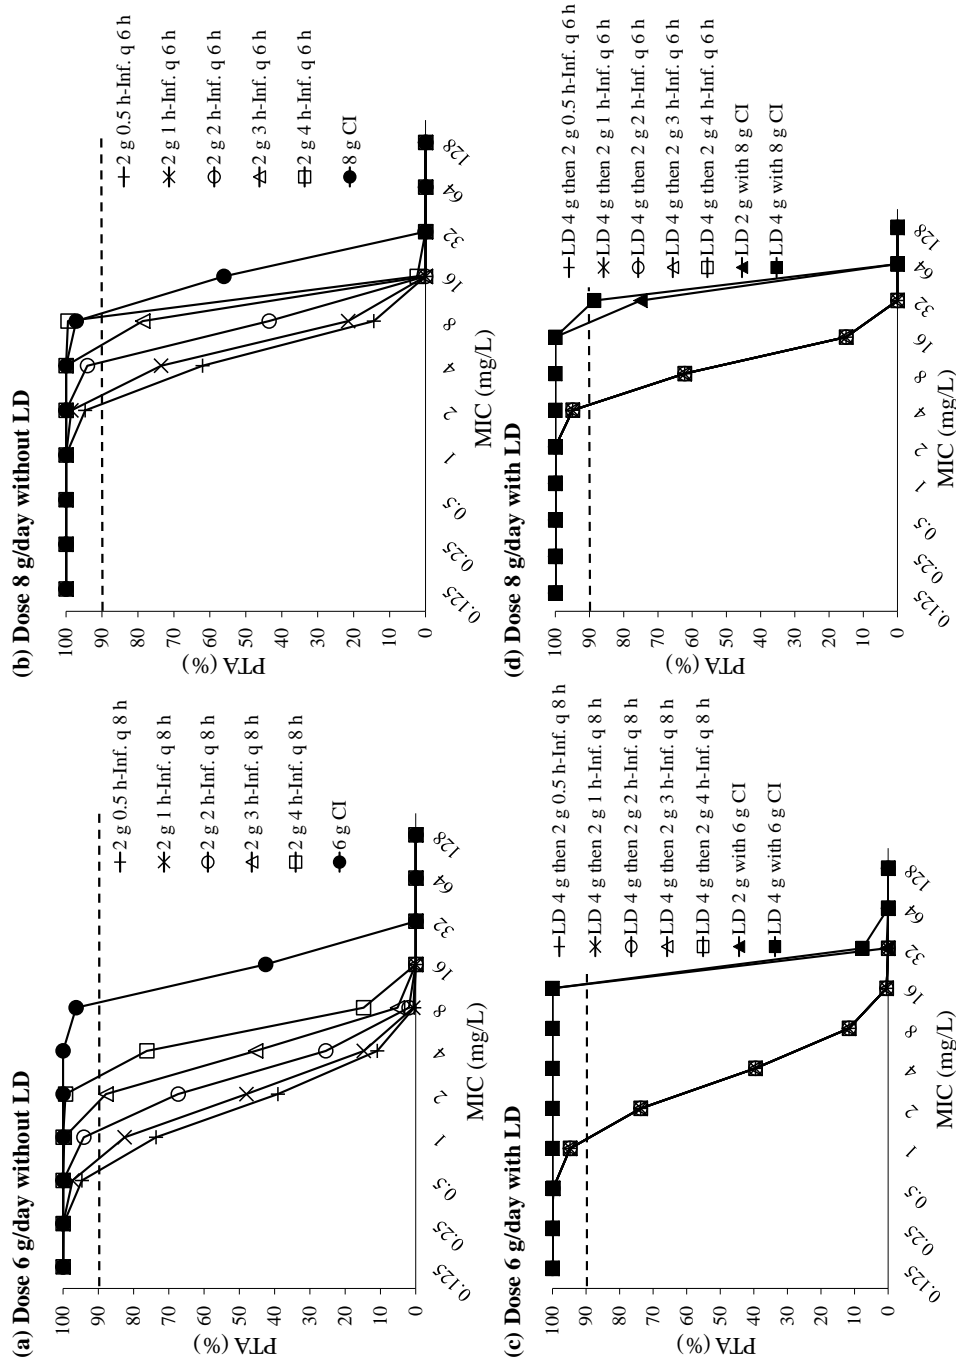 (a) Dose 6 g/day without LD
100
90
80
70
60
50
40
30
20
10
0
PTA (%)
0.125
0.25
0.5
1
2
4
8
16
32
64
128
MIC (mg/L)
2 g 0.5 h-Inf. q 8 h
2 g 1 h-Inf. q 8 h
2 g 2 h-Inf. q 8 h
2 g 3 h-Inf. q 8 h
2 g 4 h-Inf. q 8 h
6 g CI
(b) Dose 8 g/day without LD
100
90
80
70
60
50
40
30
20
10
0
PTA (%)
0.125
0.25
0.5
1
2
4
8
16
32
64
128
MIC (mg/L)
2 g 0.5 h-Inf. q 6 h
2 g 1 h-Inf. q 6 h
2 g 2 h-Inf. q 6 h
2 g 3 h-Inf. q 6 h
2 g 4 h-Inf. q 6 h
8 g CI
(c) Dose 6 g/day with LD
100
90
80
70
60
50
40
30
20
10
0
PTA (%)
0.125
0.25
0.5
1
2
4
8
16
32
64
128
MIC (mg/L)
LD 4 g then 2 g 0.5 h-Inf. q 8 h
LD 4 g then 2 g 1 h-Inf. q 8 h
LD 4 g then 2 g 2 h-Inf. q 8 h
LD 4 g then 2 g 3 h-Inf. q 8 h
LD 4 g then 2 g 4 h-Inf. q 8 h
LD 2 g with 6 g CI
LD 4 g with 6 g CI
(d) Dose 8 g/day with LD
100
90
80
70
60
50
40
30
20
10
0
PTA (%)
0.125
0.25
0.5
1
2
4
8
16
32
64
128
MIC (mg/L)
LD 4 g then 2 g 0.5 h-Inf. q 6 h
LD 4 g then 2 g 1 h-Inf. q 6 h
LD 4 g then 2 g 2 h-Inf. q 6 h
LD 4 g then 2 g 3 h-Inf. q 6 h
LD 4 g then 2 g 4 h-Inf. q 6 h
LD 2 g with 8 g CI
LD 4 g with 8 g CI